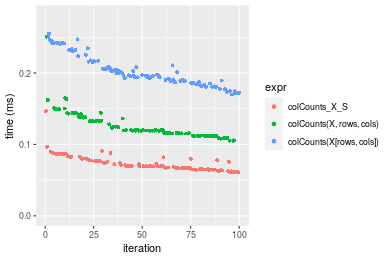 0.2
0.1
0.0
time (ms)
0
25
50
75
100
iteration
expr
colCounts_X_S
colCounts(X, rows, cols)
colCounts(X[rows, cols])